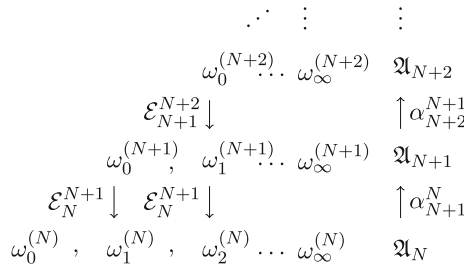 ⋰ ⋮ ⋮
ω_0^{(N+2)} … ω_∞^{(N+2)} 𝔄_{N+2}
ℰ_{N+1}^{N+2} ↓ ↑ α_{N+2}^{N+1}
ω_0^{(N+1)} , ω_1^{(N+1)} … ω_∞^{(N+1)} 𝔄_{N+1}
ℰ_N^{N+1} ↓ ℰ_N^{N+1} ↓ ↑ α_{N+1}^N
ω_0^{(N)} , ω_1^{(N)} , ω_2^{(N)} … ω_∞^{(N)} 𝔄_N